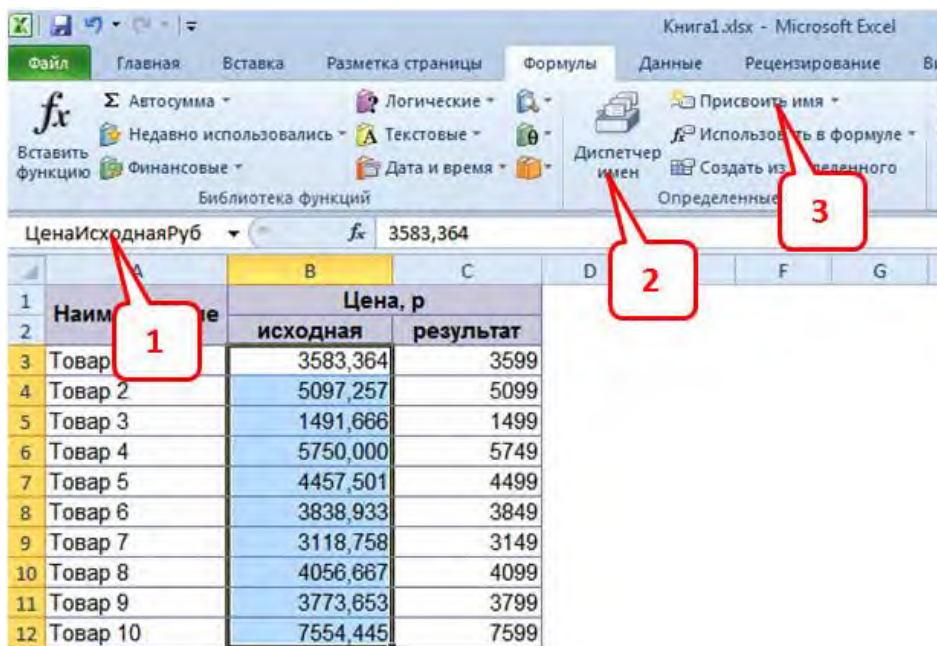 Книга1.xlsx - Microsoft Excel
Файл Главная Вставка Разметка страницы Формулы Данные Рецензирование
fx Σ Автосумма Логические Присвоить имя
Недавно использовались A Текстовые θ fx Использовать в формуле
Вставить функцию Финансовые Дата и время Диспетчер имен Создать из
Библиотека функций
ЦенаИсходнаяРуб fx 3583,364
A B C D F G
1 Цена, р
2 исходная результат
3 Товар 3583,364 3599
4 Товар 2 5097,257 5099
5 Товар 3 1491,666 1499
6 Товар 4 5750,000 5749
7 Товар 5 4457,501 4499
8 Товар 6 3838,933 3849
9 Товар 7 3118,758 3149
10 Товар 8 4056,667 4099
11 Товар 9 3773,653 3799
12 Товар 10 7554,445 7599
1
2
3